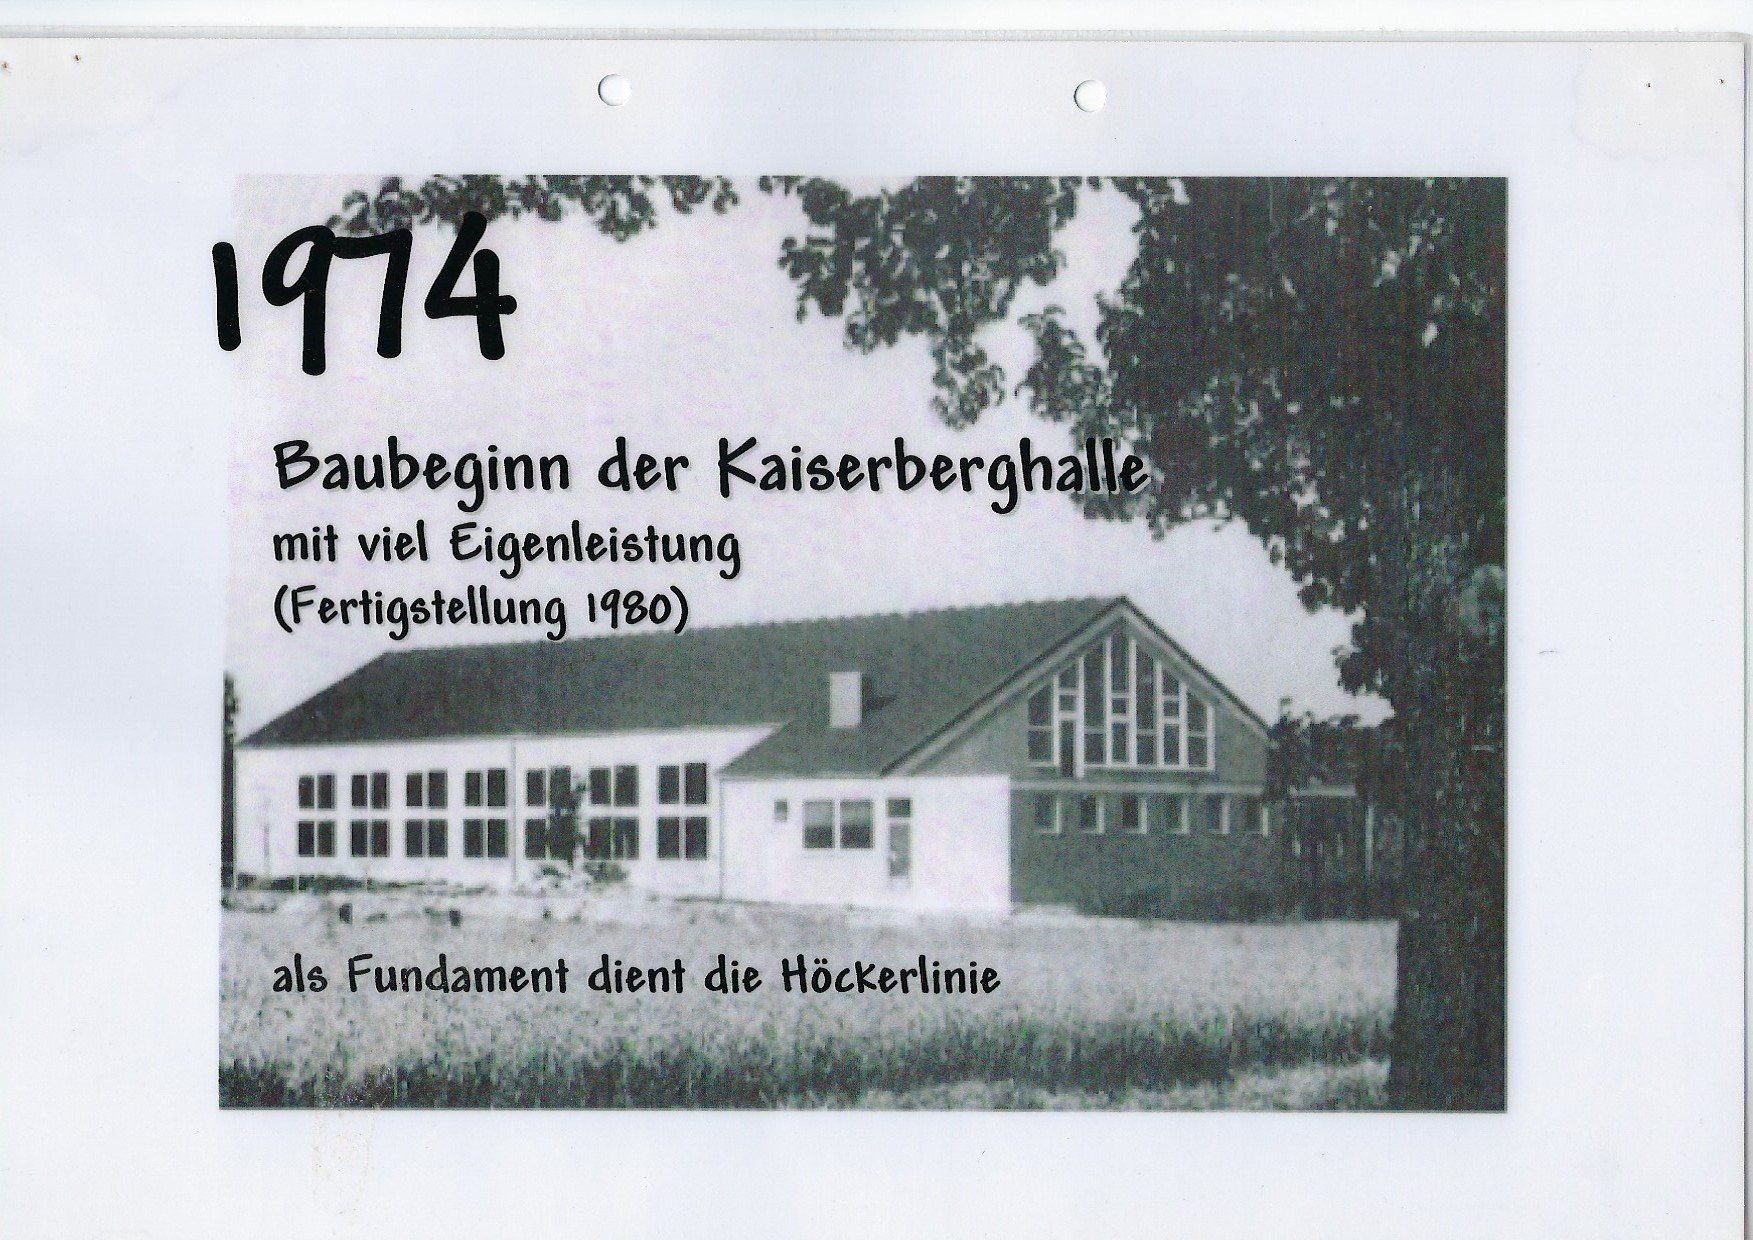 1974
Baubeginn der Kaiserberghalle
mit viel Eigenleistung
(Fertigstellung 1980)
als Fundament dient die Höckerlinie